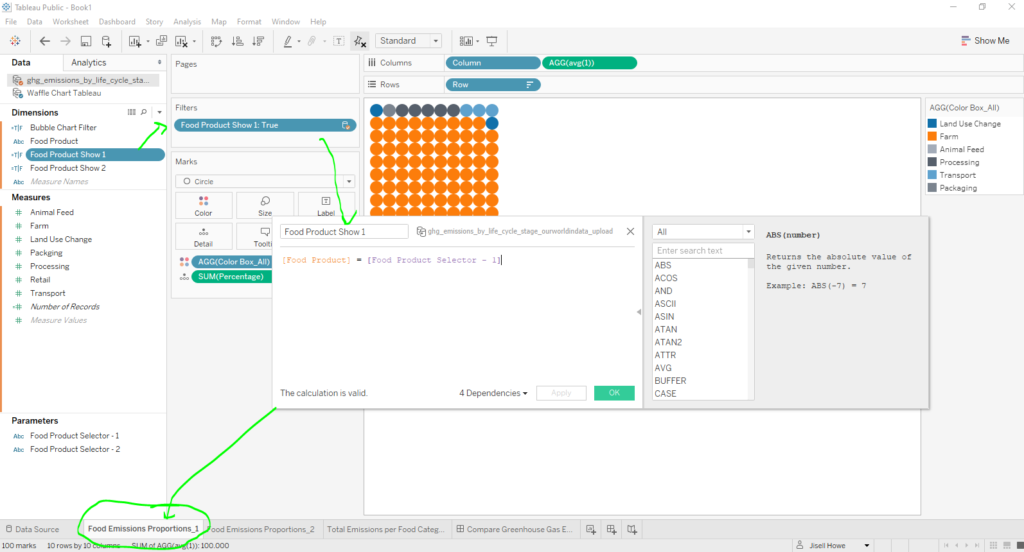 Tableau Public - Book1
File Data Worksheet Dashboard Story Analysis Map Format Window Help
Standard
Show Me
Data Analytics
ghg_emissions_by_life_cycle_sta...
Waffle Chart Tableau
Dimensions
=T|F Bubble Chart Filter
Abc Food Product
=T|F Food Product Show 1
=T|F Food Product Show 2
Abc Measure Names
Measures
# Animal Feed
# Farm
# Land Use Change
# Packging
# Processing
# Retail
# Transport
# Number of Records
# Measure Values
Parameters
Abc Food Product Selector - 1
Abc Food Product Selector - 2
Pages
Filters
Food Product Show 1: True
Marks
Circle
Color Size Label
Detail Toolti
AGG(Color Box_All)
SUM(Percentage)
Columns Column AGG(avg(1))
Rows Row
AGG(Color Box_All)
Land Use Change
Farm
Animal Feed
Processing
Transport
Packaging
Food Product Show 1 ghg_emissions_by_life_cycle_stage_ourworldindata_upload
[Food Product] = [Food Product Selector - 1]
The calculation is valid. 4 Dependencies Apply OK
All
Enter search text
ABS
ACOS
AND
ASCII
ASIN
ATAN
ATAN2
ATTR
AVG
BUFFER
CASE
ABS(number)
Returns the absolute value of
the given number.
Example: ABS(-7) = 7
Data Source Food Emissions Proportions_1 Food Emissions Proportions_2 Total Emissions per Food Categ... Compare Greenhouse Gas E...
100 marks 10 rows by 10 columns SUM of AGG(avg(1)): 100.000 Jisell Howe